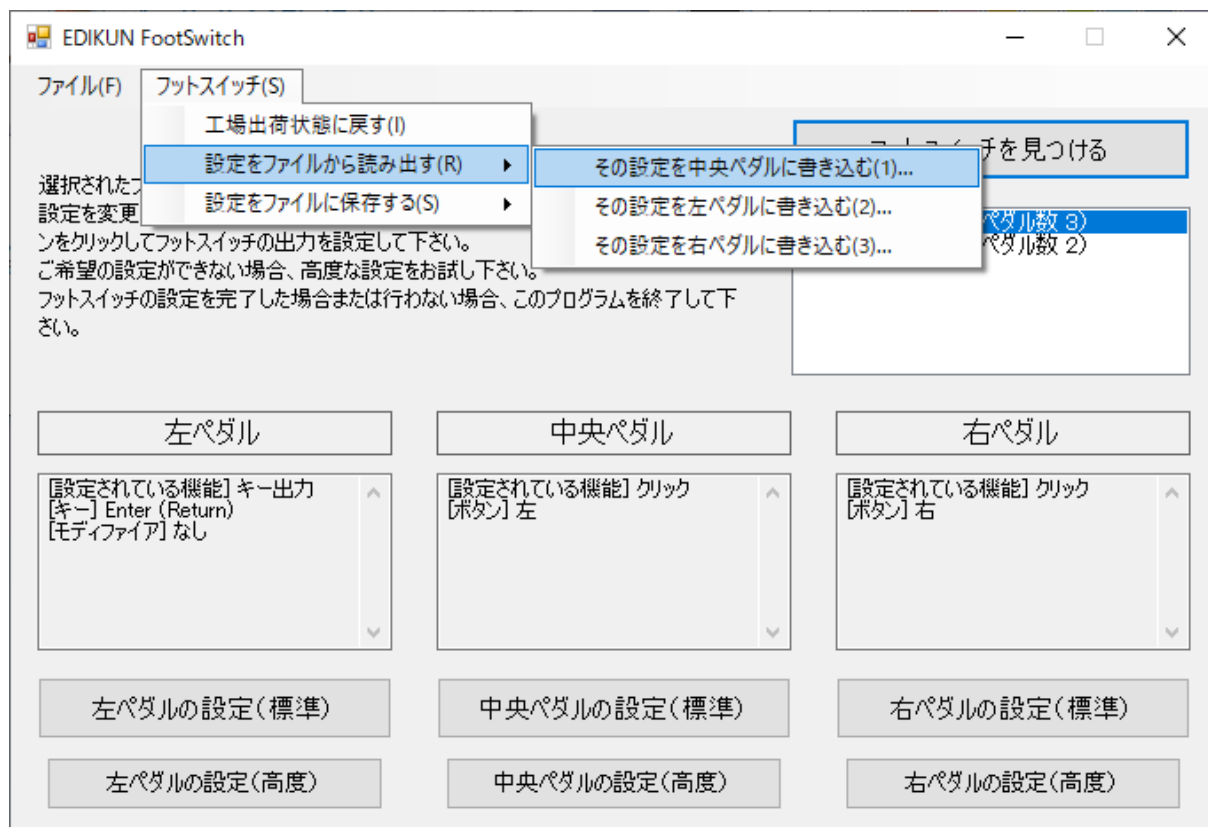 EDIKUN FootSwitch
ファイル(F) フットスイッチ(S)
工場出荷状態に戻す(I)
設定をファイルから読み出す(R)
設定をファイルに保存する(S)
その設定を中央ペダルに書き込む(1)...
その設定を左ペダルに書き込む(2)...
その設定を右ペダルに書き込む(3)...
を見つける
ペダル数 3)
ペダル数 2)
選択された
設定を変更
ンをクリックしてフットスイッチの出力を設定して下さい。
ご希望の設定ができない場合、高度な設定をお試し下さい。
フットスイッチの設定を完了した場合または行わない場合、このプログラムを終了して下
さい。
左ペダル
[設定されている機能] キー出力
[キー] Enter (Return)
[モディファイア] なし
中央ペダル
[設定されている機能] クリック
[ボタン] 左
右ペダル
[設定されている機能] クリック
[ボタン] 右
左ペダルの設定(標準)
中央ペダルの設定(標準)
右ペダルの設定(標準)
左ペダルの設定(高度)
中央ペダルの設定(高度)
右ペダルの設定(高度)